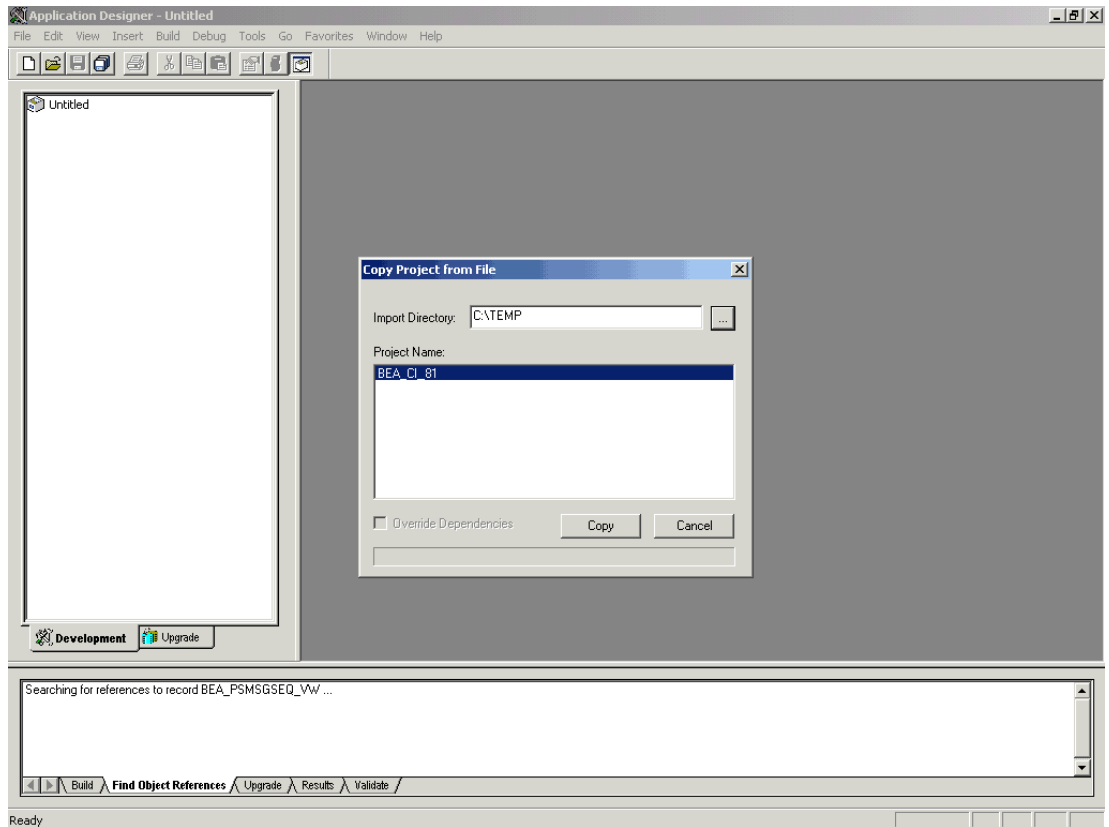 Application Designer - Untitled
File Edit View Insert Build Debug Tools Go Favorites Window Help
Untitled
Copy Project from File
Import Directory: C:\TEMP ...
Project Name:
BEA_CI_81
Override Dependencies Copy Cancel
Development Upgrade
Searching for references to record BEA_PSMSGSEQ_VW ...
Build Find Object References Upgrade Results Validate
Ready